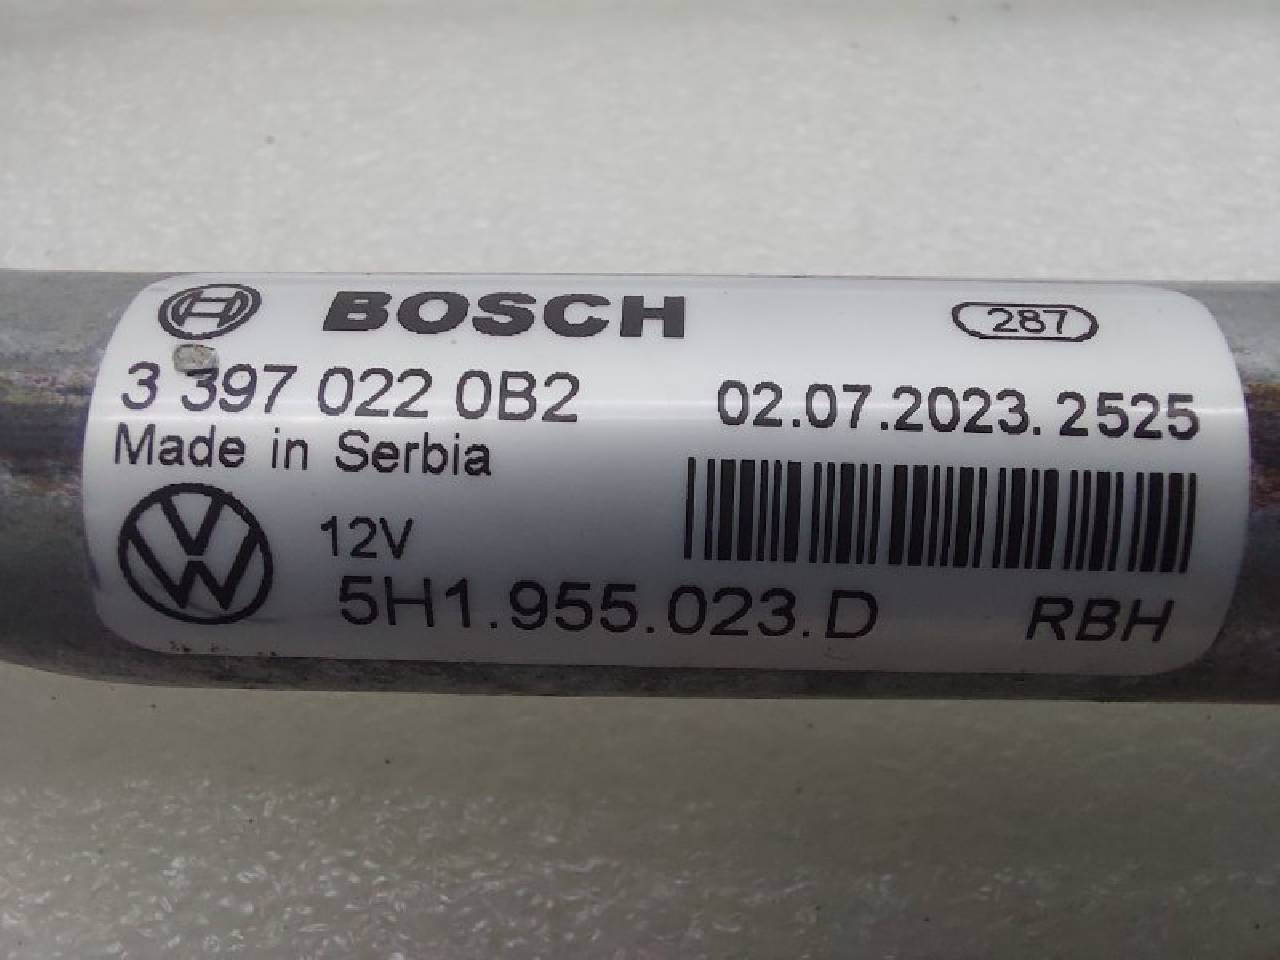 BOSCH 287
3 397 022 0B2 02.07.2023. 2525
Made in Serbia
12V
5H1.955.023.D RBH